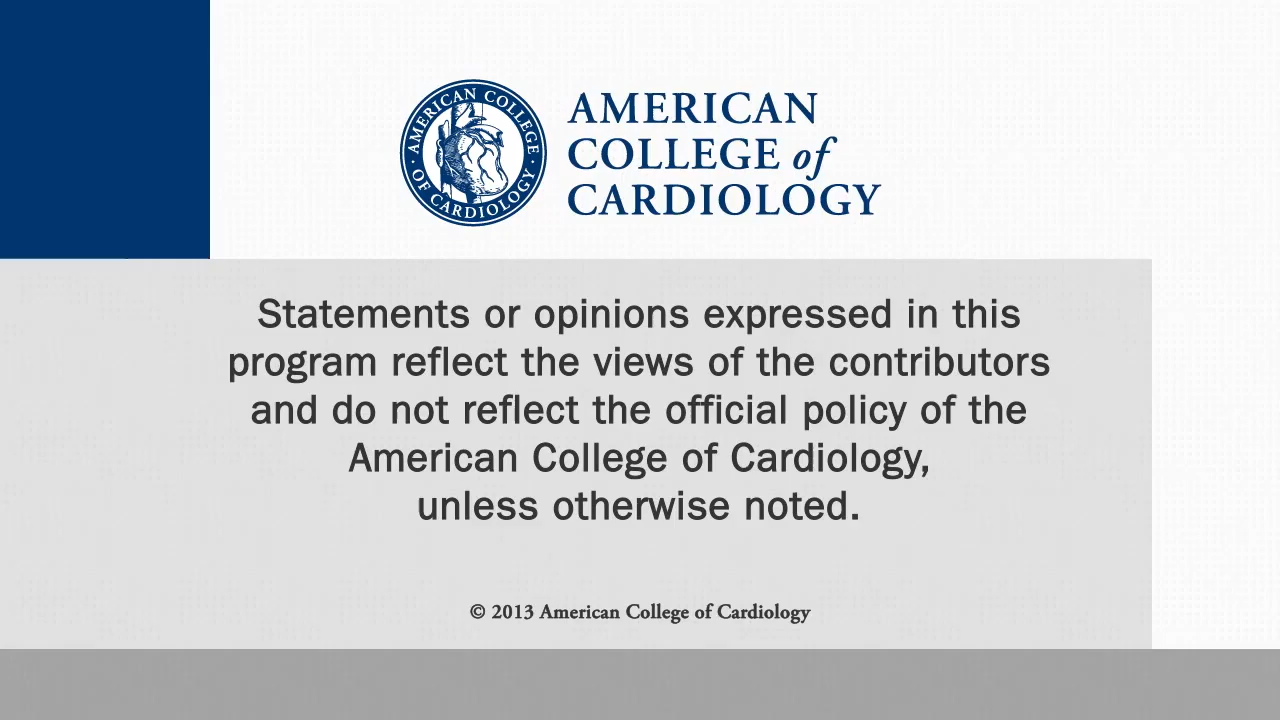 AMERICAN COLLEGE
· OF CARDIOLOGY ·
AMERICAN
COLLEGE of
CARDIOLOGY
Statements or opinions expressed in this
program reflect the views of the contributors
and do not reflect the official policy of the
American College of Cardiology,
unless otherwise noted.
© 2013 American College of Cardiology